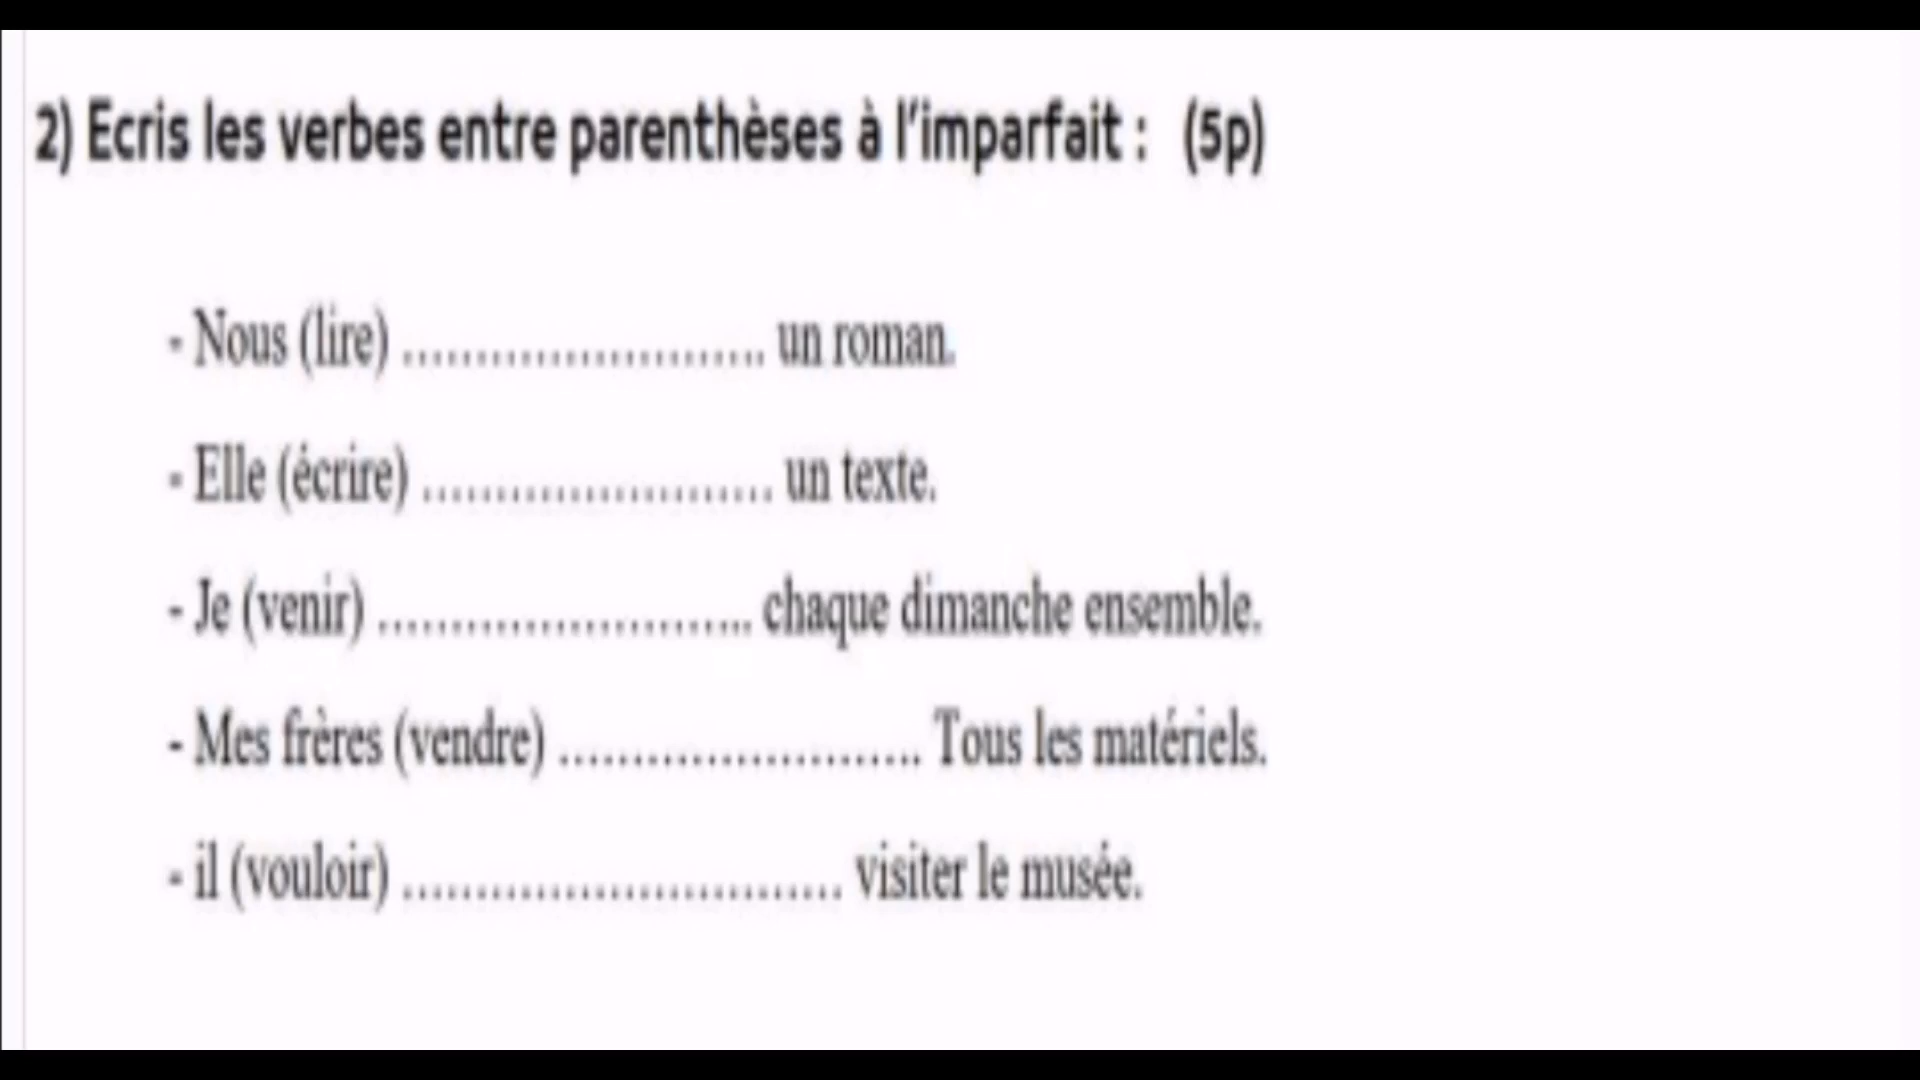 2) Ecris les verbes entre parenthèses à l'imparfait : (5p)
- Nous (lire) ............................ un roman.
- Elle (écrire) ........................... un texte.
- Je (venir) ............................. chaque dimanche ensemble.
- Mes frères (vendre) ............................ Tous les matériels.
- il (vouloir) .................................. visiter le musée.